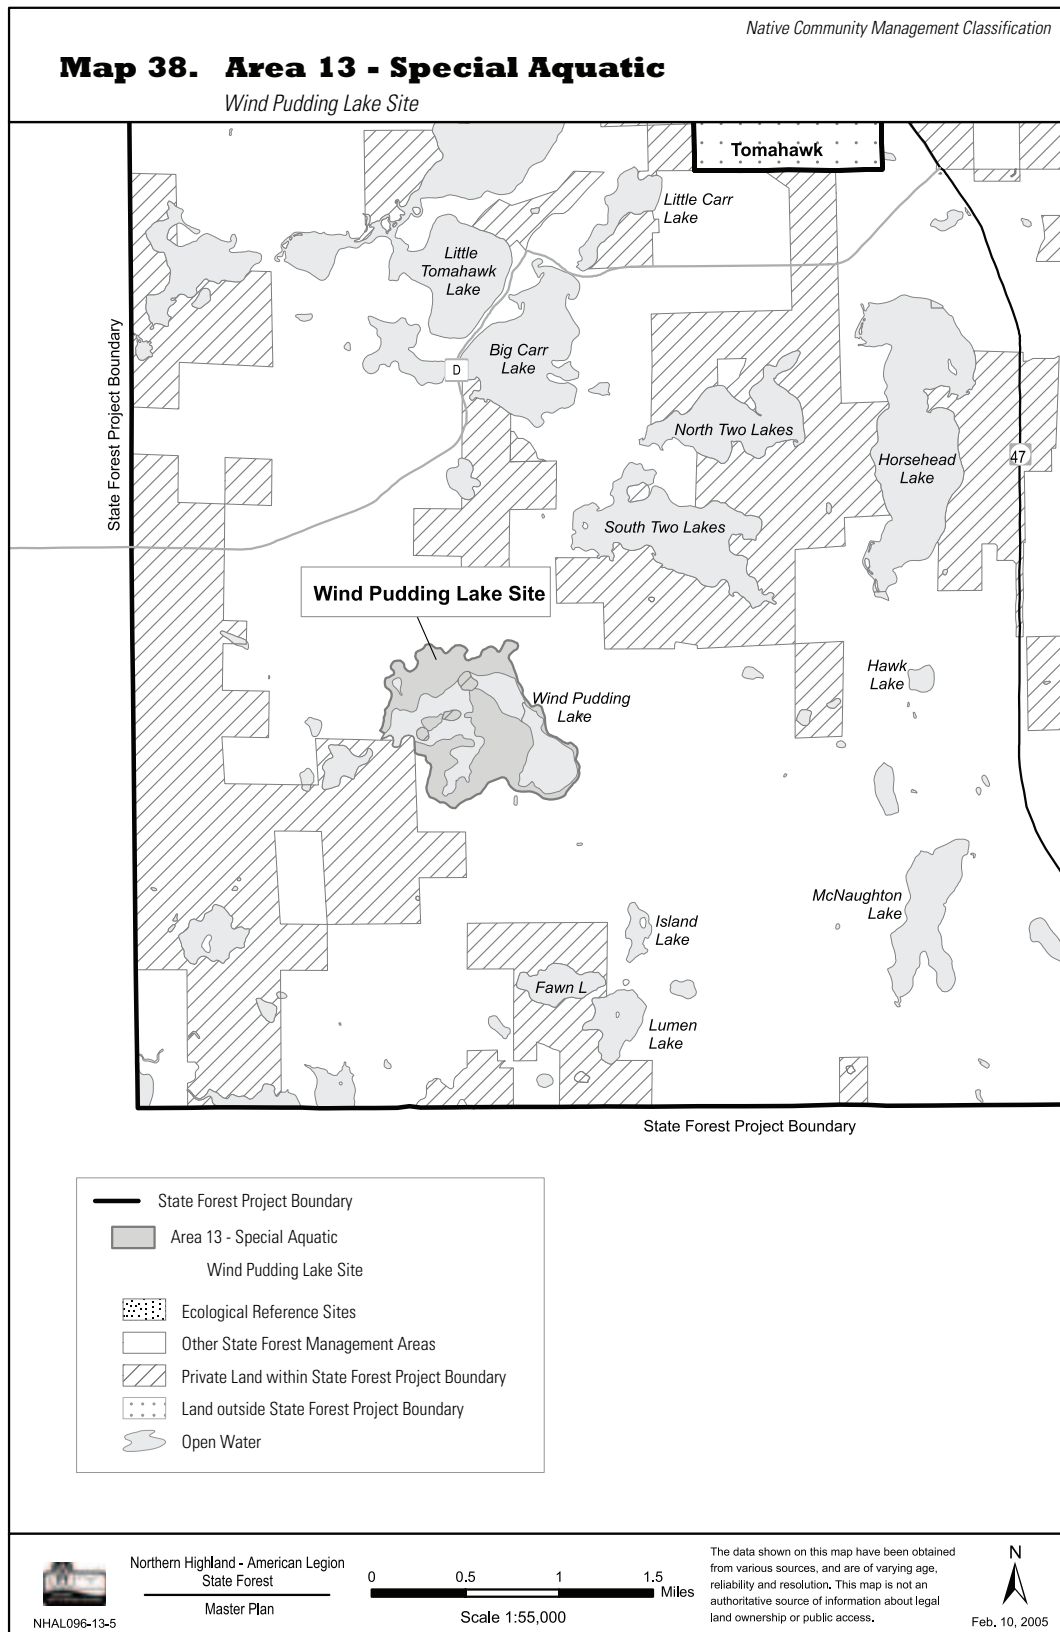 Native Community Management Classification
Map 38. Area 13 - Special Aquatic
Wind Pudding Lake Site
Tomahawk
Little Carr
Lake
Little
Tomahawk
Lake
Big Carr
Lake
D
State Forest Project Boundary
North Two Lakes
Horsehead
Lake
47
South Two Lakes
Wind Pudding Lake Site
Hawk
Lake
Wind Pudding
Lake
McNaughton
Lake
Island
Lake
Fawn L
Lumen
Lake
State Forest Project Boundary
State Forest Project Boundary
Area 13 - Special Aquatic
Wind Pudding Lake Site
Ecological Reference Sites
Other State Forest Management Areas
Private Land within State Forest Project Boundary
Land outside State Forest Project Boundary
Open Water
NHAL096-13-5
Northern Highland - American Legion
State Forest
Master Plan
0 0.5 1 1.5
Miles
Scale 1:55,000
The data shown on this map have been obtained
from various sources, and are of varying age,
reliability and resolution. This map is not an
authoritative source of information about legal
land ownership or public access.
N
Feb. 10, 2005